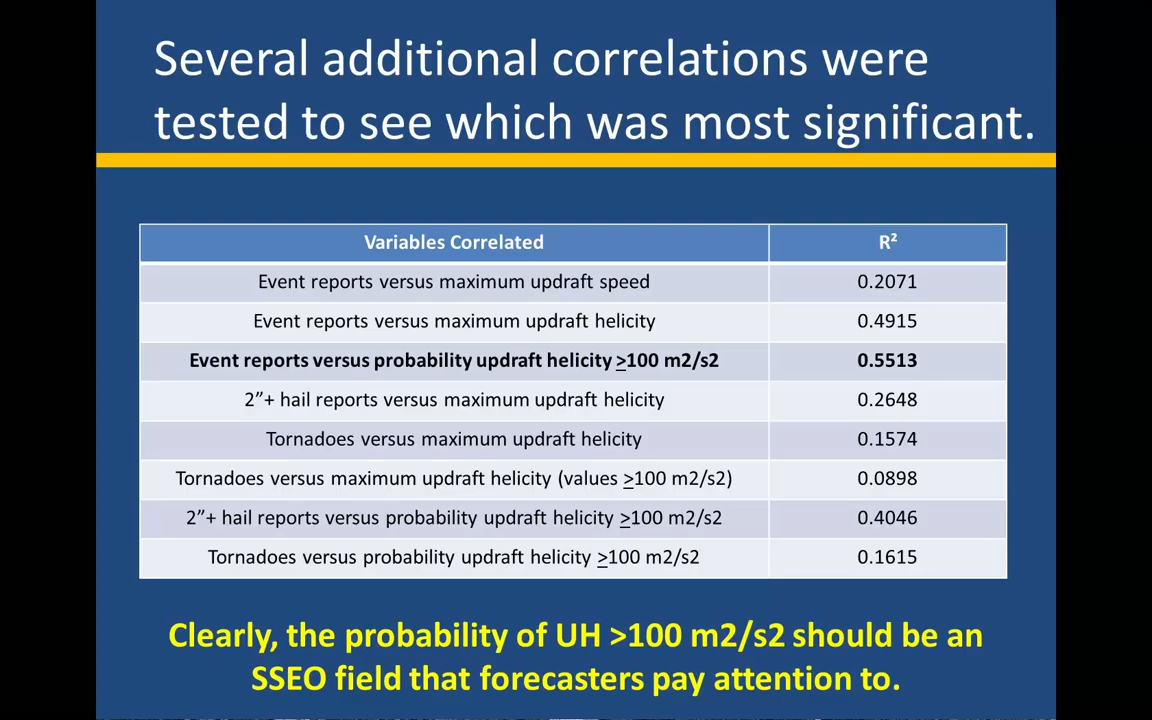 Several additional correlations were
tested to see which was most significant.
Variables Correlated R²
Event reports versus maximum updraft speed 0.2071
Event reports versus maximum updraft helicity 0.4915
Event reports versus probability updraft helicity ≥100 m2/s2 0.5513
2”+ hail reports versus maximum updraft helicity 0.2648
Tornadoes versus maximum updraft helicity 0.1574
Tornadoes versus maximum updraft helicity (values ≥100 m2/s2) 0.0898
2”+ hail reports versus probability updraft helicity ≥100 m2/s2 0.4046
Tornadoes versus probability updraft helicity ≥100 m2/s2 0.1615
Clearly, the probability of UH >100 m2/s2 should be an
SSEO field that forecasters pay attention to.